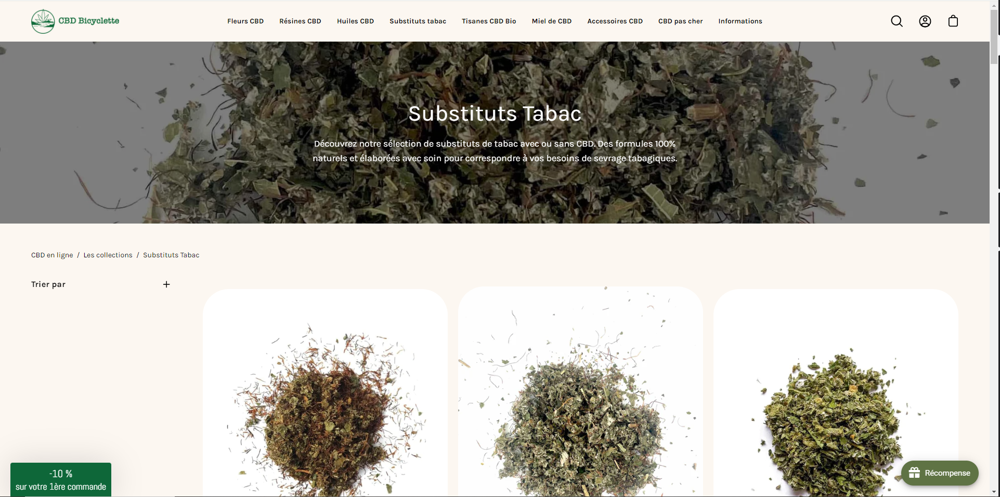 CBD Bicyclette
Fleurs CBD
Résines CBD
Huiles CBD
Substituts tabac
Tisanes CBD Bio
Miel de CBD
Accessoires CBD
CBD pas cher
Informations
Substituts Tabac
Découvrez notre sélection de substituts de tabac avec ou sans CBD. Des formules 100%
naturels et élaborées avec soin pour correspondre à vos besoins de sevrage tabagiques.
CBD en ligne / Les collections / Substituts Tabac
Trier par
-10 %
sur votre 1ère commande
Récompense